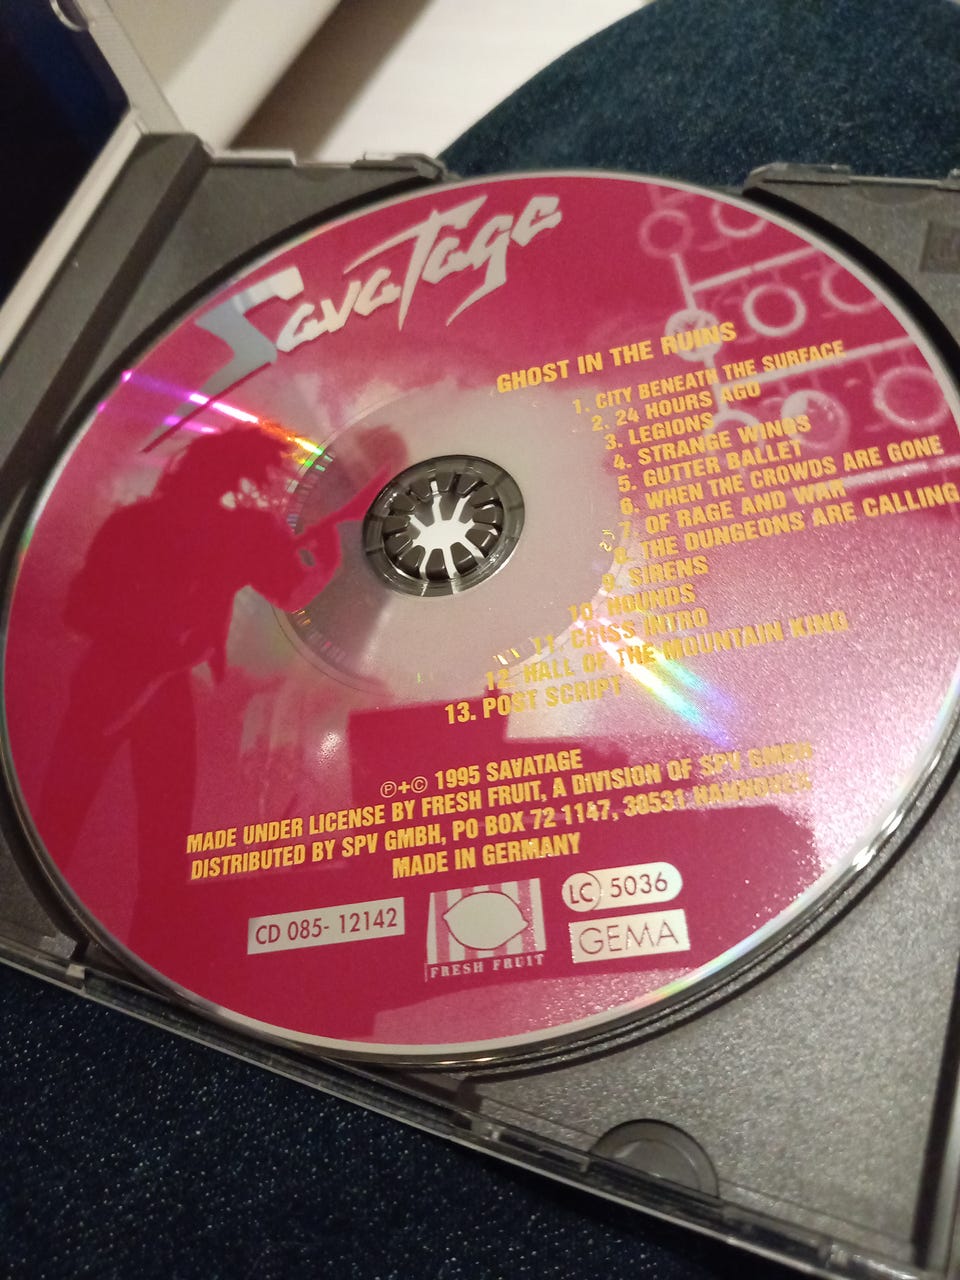 Savatage
GHOST IN THE RUINS
1. CITY BENEATH THE SURFACE
2. 24 HOURS AGO
3. LEGIONS
4. STRANGE WINGS
5. GUTTER BALLET
6. WHEN THE CROWDS ARE GONE
7. OF RAGE AND WAR
8. THE DUNGEONS ARE CALLING
9. SIRENS
10. HOUNDS
11. CRISS INTRO
12. HALL OF THE MOUNTAIN KING
13. POST SCRIPT
℗+© 1995 SAVATAGE
MADE UNDER LICENSE BY FRESH FRUIT, A DIVISION OF SPV GMBH
DISTRIBUTED BY SPV GMBH, PO BOX 72 1147, 30531 HANNOVER
MADE IN GERMANY
CD 085- 12142
FRESH FRUIT
LC 5036
GEMA